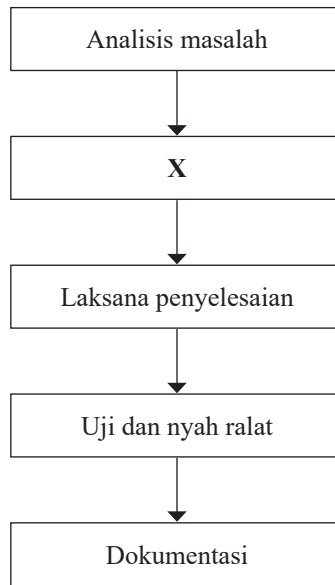 Analisis masalah
X
Laksana penyelesaian
Uji dan nyah ralat
Dokumentasi